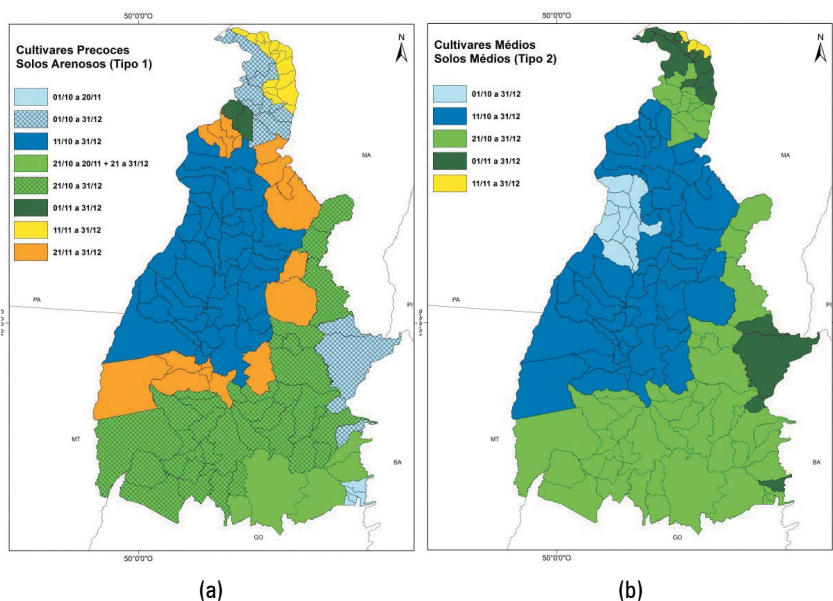 50°0'0"O
Cultivares Precoces
Solos Arenosos (Tipo 1)
01/10 a 20/11
01/10 a 31/12
11/10 a 31/12
21/10 a 20/11 + 21 a 31/12
21/10 a 31/12
01/11 a 31/12
11/11 a 31/12
21/11 a 31/12
N
MA
PA
PI
MT
BA
GO
50°0'0"O
(a)
50°0'0"O
Cultivares Médios
Solos Médios (Tipo 2)
01/10 a 31/12
11/10 a 31/12
21/10 a 31/12
01/11 a 31/12
11/11 a 31/12
N
MA
PA
PI
MT
BA
GO
50°0'0"O
(b)